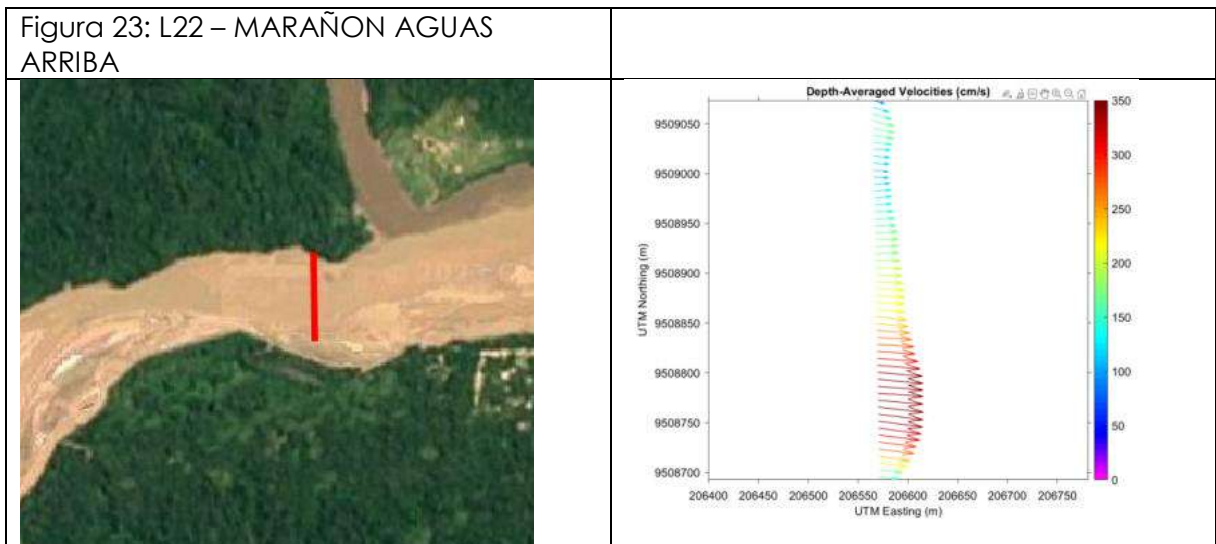 Figura 23: L22 – MARAÑON AGUAS
ARRIBA
Depth-Averaged Velocities (cm/s)
350
300
250
200
150
100
50
0
9509050
9509000
9508950
9508900
9508850
9508800
9508750
9508700
UTM Northing (m)
206400 206450 206500 206550 206600 206650 206700 206750
UTM Easting (m)